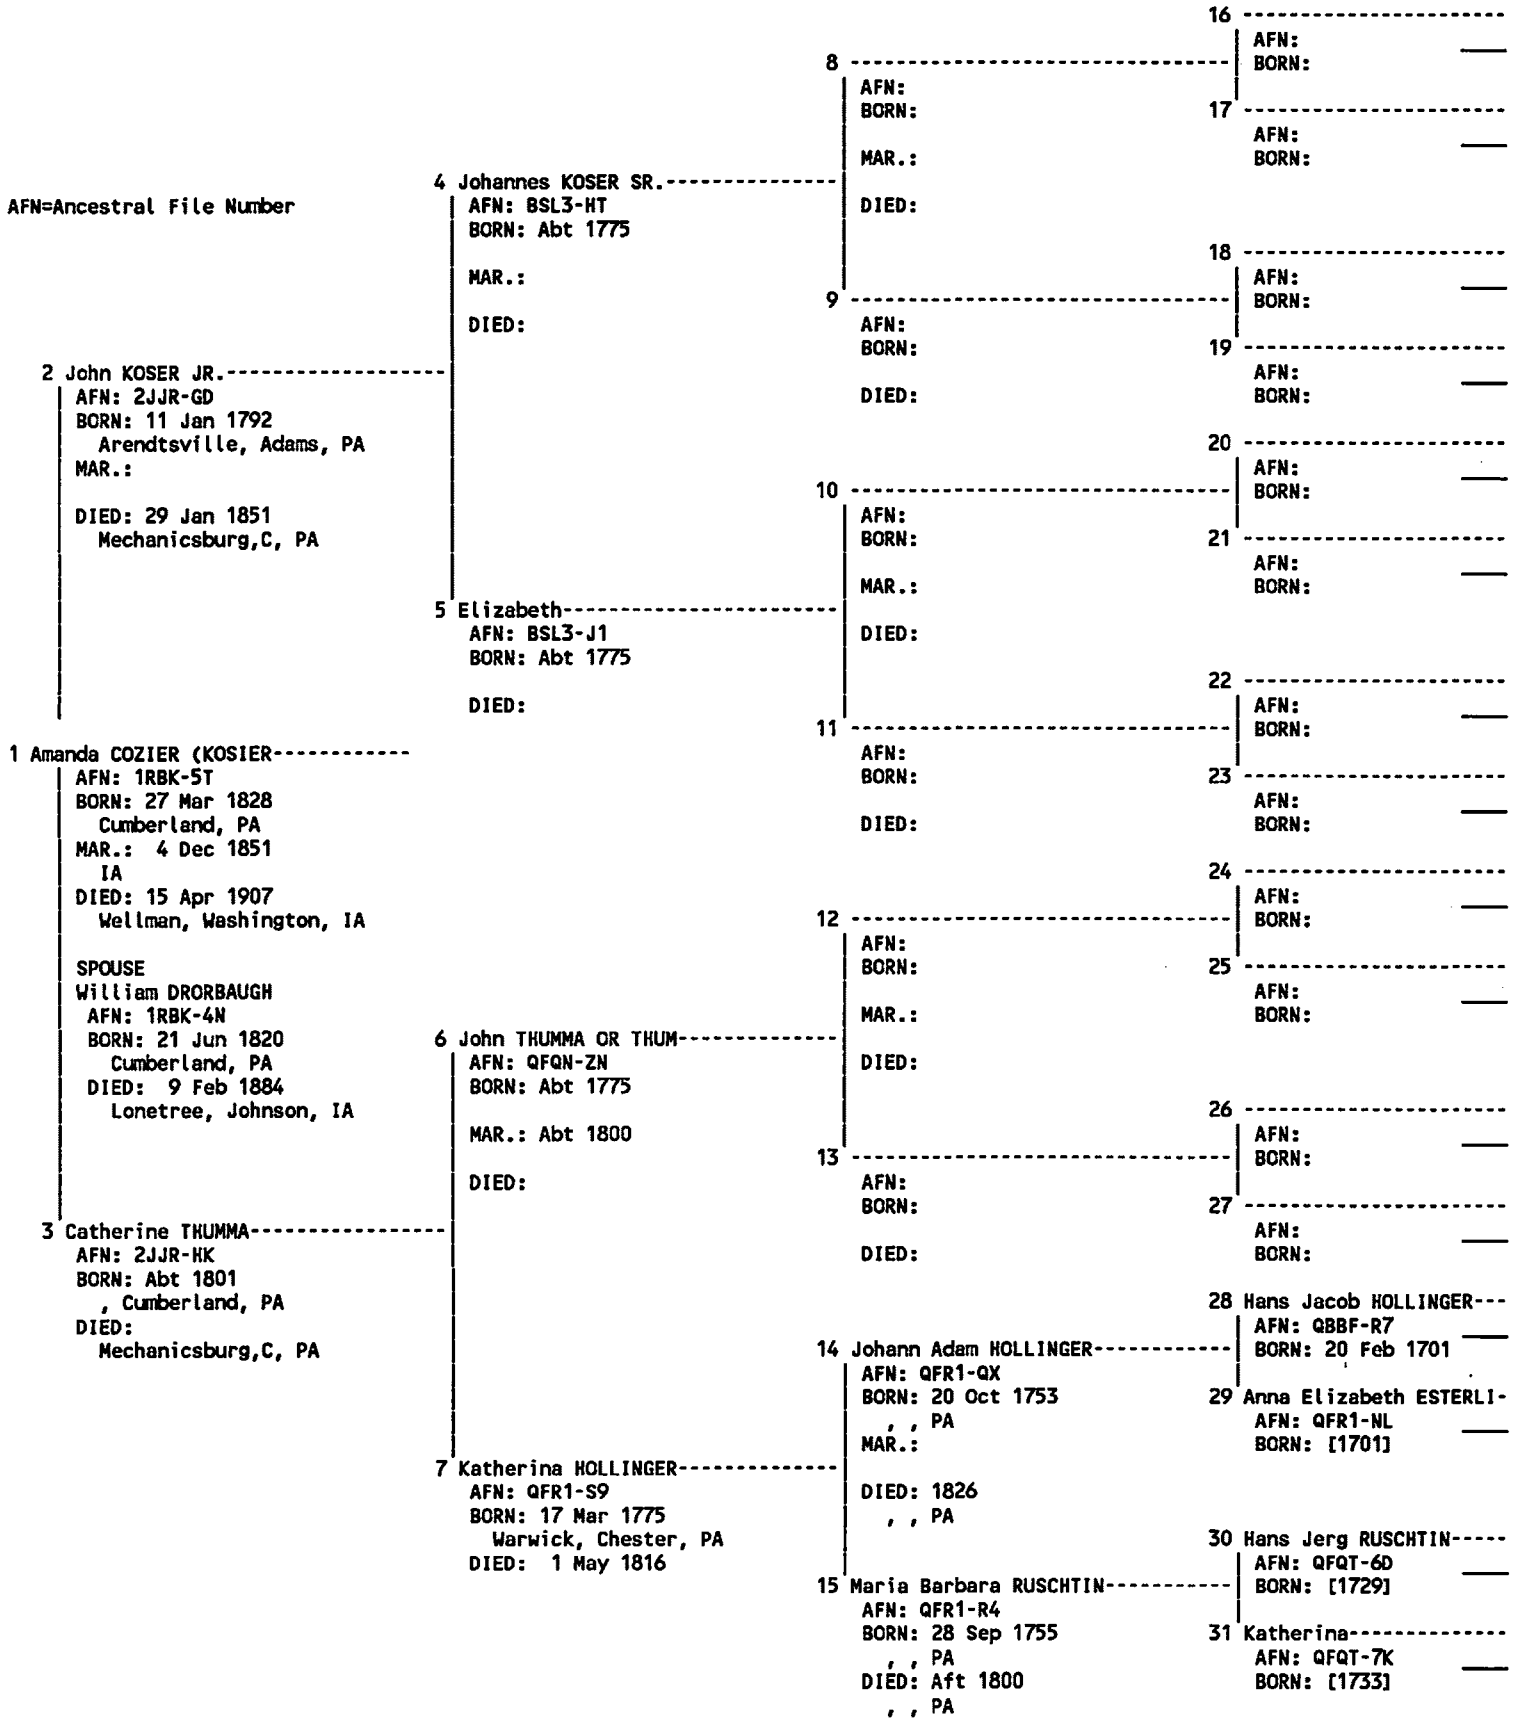 AFN=Ancestral File Number
1 Amanda COZIER (KOSIER
AFN: 1RBK-5T
BORN: 27 Mar 1828
Cumberland, PA
MAR.: 4 Dec 1851
IA
DIED: 15 Apr 1907
Wellman, Washington, IA
SPOUSE
William DRORBAUGH
AFN: 1RBK-4N
BORN: 21 Jun 1820
Cumberland, PA
DIED: 9 Feb 1884
Lonetree, Johnson, IA
2 John KOSER JR.
AFN: 2JJR-GD
BORN: 11 Jan 1792
Arendtsville, Adams, PA
MAR.:
DIED: 29 Jan 1851
Mechanicsburg,C, PA
3 Catherine THUMMA
AFN: 2JJR-HK
BORN: Abt 1801
, Cumberland, PA
DIED:
Mechanicsburg,C, PA
4 Johannes KOSER SR.
AFN: BSL3-HT
BORN: Abt 1775
MAR.:
DIED:
5 Elizabeth
AFN: BSL3-J1
BORN: Abt 1775
DIED:
6 John THUMMA OR THUM
AFN: QFQN-ZN
BORN: Abt 1775
MAR.: Abt 1800
DIED:
7 Katherina HOLLINGER
AFN: QFR1-S9
BORN: 17 Mar 1775
Warwick, Chester, PA
DIED: 1 May 1816
8
AFN:
BORN:
MAR.:
DIED:
9
AFN:
BORN:
DIED:
10
AFN:
BORN:
MAR.:
DIED:
11
AFN:
BORN:
DIED:
12
AFN:
BORN:
MAR.:
DIED:
13
AFN:
BORN:
DIED:
14 Johann Adam HOLLINGER
AFN: QFR1-QX
BORN: 20 Oct 1753
, , PA
MAR.:
DIED: 1826
, , PA
15 Maria Barbara RUSCHTIN
AFN: QFR1-R4
BORN: 28 Sep 1755
, , PA
DIED: Aft 1800
, , PA
16
AFN:
BORN:
17
AFN:
BORN:
18
AFN:
BORN:
19
AFN:
BORN:
20
AFN:
BORN:
21
AFN:
BORN:
22
AFN:
BORN:
23
AFN:
BORN:
24
AFN:
BORN:
25
AFN:
BORN:
26
AFN:
BORN:
27
AFN:
BORN:
28 Hans Jacob HOLLINGER
AFN: QBBF-R7
BORN: 20 Feb 1701
29 Anna Elizabeth ESTERLI-
AFN: QFR1-NL
BORN: [1701]
30 Hans Jerg RUSCHTIN
AFN: QFQT-6D
BORN: [1729]
31 Katherina
AFN: QFQT-7K
BORN: [1733]